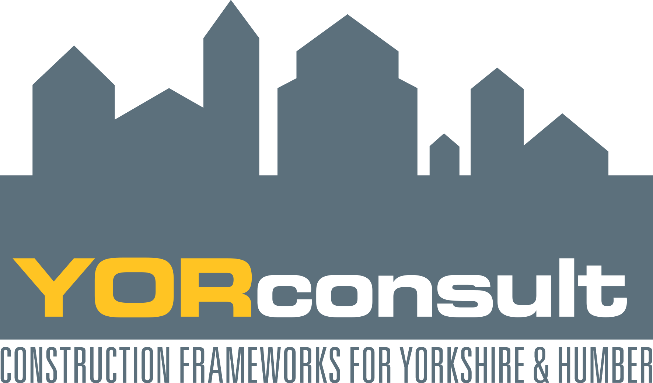 YORconsult
CONSTRUCTION FRAMEWORKS FOR YORKSHIRE & HUMBER